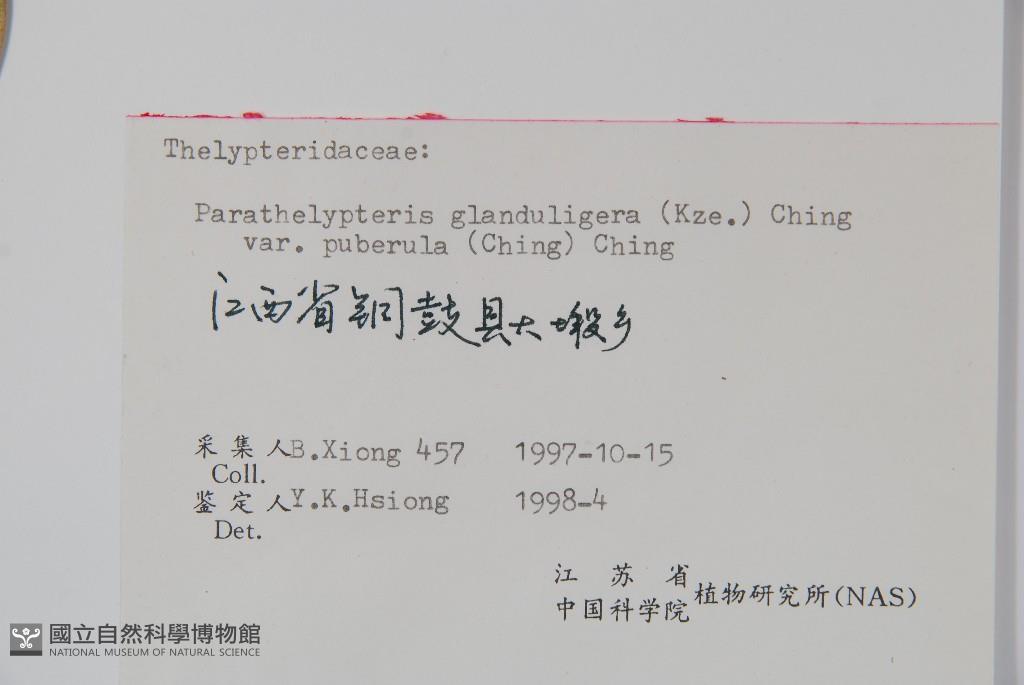 Thelypteridaceae:
Parathelypteris glanduligera (Kze.) Ching
var. puberula (Ching) Ching
江西省铜鼓县大塅乡
采集人 B.Xiong 457 1997-10-15
Coll.
鉴定人 Y.K.Hsiong 1998-4
Det.
江苏省
中国科学院 植物研究所(NAS)
國立自然科學博物館
NATIONAL MUSEUM OF NATURAL SCIENCE